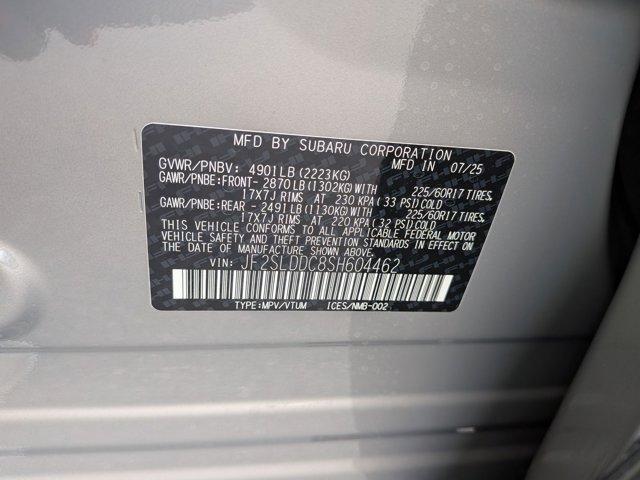 MFD BY SUBARU CORPORATION
GVWR/PNBV: 4901LB(2223KG) MFD IN 07/25
GAWR/PNBE:FRONT- 2870LB(1302KG)WITH 225/60R17 TIRES,
17X7J RIMS AT 230 KPA(33 PSI)COLD
GAWR/PNBE:REAR - 2491LB(1130KG)WITH 225/60R17 TIRES,
17X7J RIMS AT 220 KPA(32 PSI)COLD
THIS VEHICLE CONFORMS TO ALL APPLICABLE FEDERAL MOTOR
VEHICLE SAFETY AND THEFT PREVENTION STANDARDS IN EFFECT
ON THE DATE OF MANUFACTURE SHOWN ABOVE.
VIN: JF2SLDDC8SH604462
TYPE:MPV/VTUM ICES/NMB-002